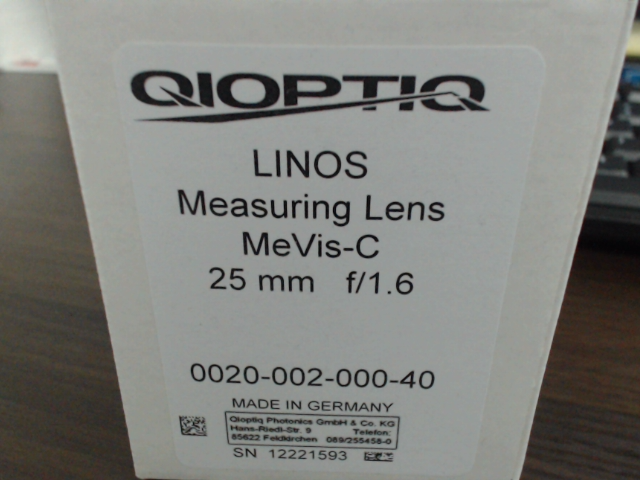 QIOPTIQ
LINOS
Measuring Lens
MeVis-C
25 mm f/1.6
0020-002-000-40
MADE IN GERMANY
Qioptiq Photonics GmbH & Co. KG
Hans-Riedl-Str. 9 Telefon:
85622 Feldkirchen 089/255458-0
SN 12221593